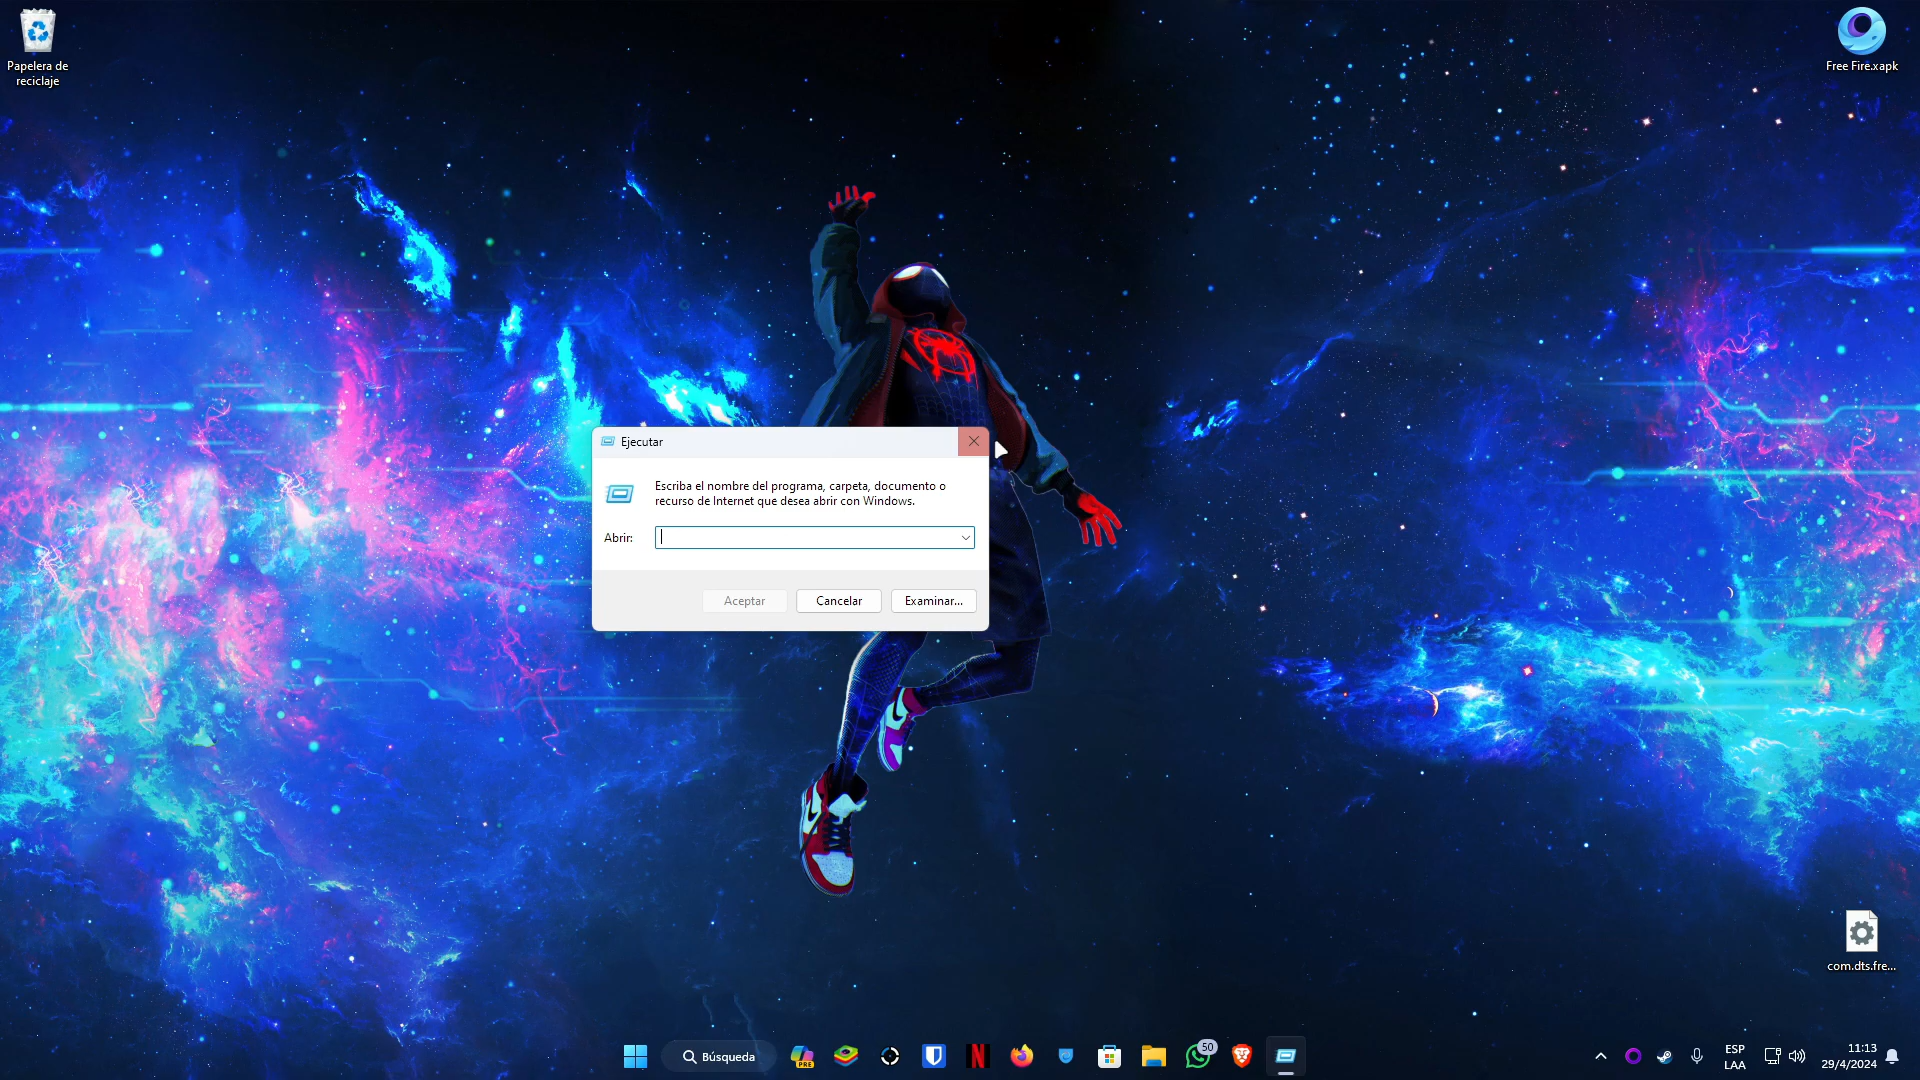 Papelera de
reciclaje
Free Fire.xapk
Ejecutar
Escriba el nombre del programa, carpeta, documento o
recurso de Internet que desea abrir con Windows.
Abrir:
Aceptar
Cancelar
Examinar...
com.dts.fre...
Búsqueda
PRE
N
50
ESP
LAA
11:13
29/4/2024